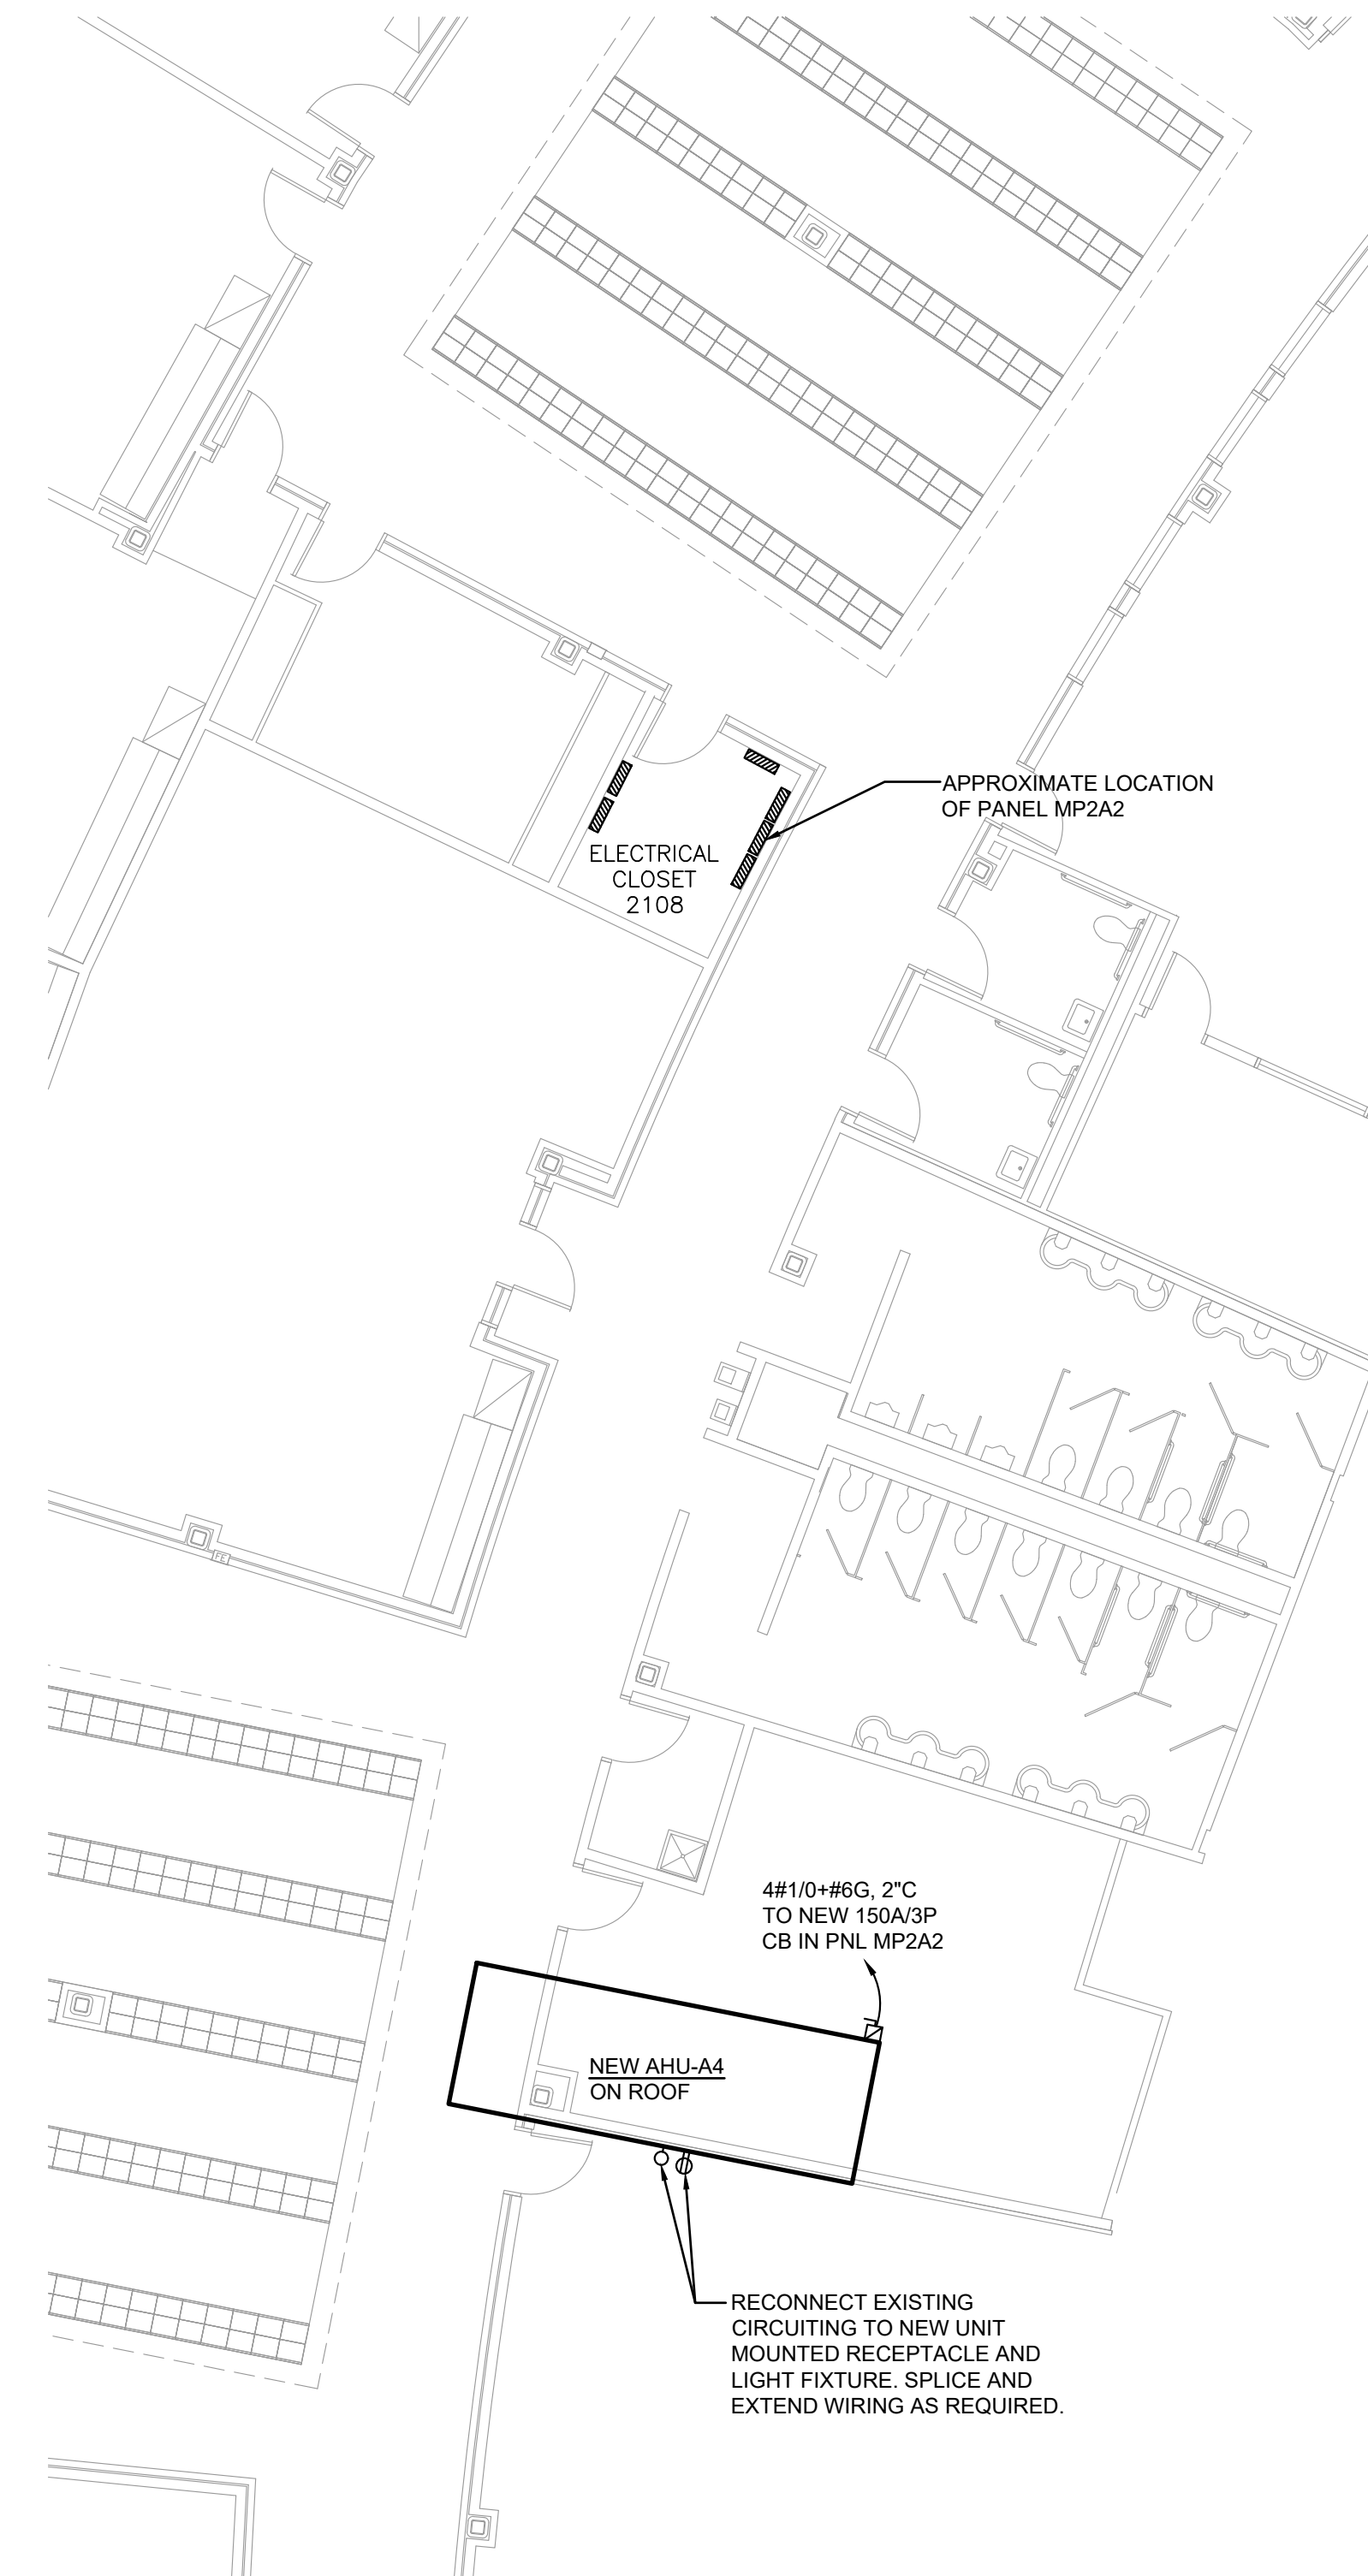 APPROXIMATE LOCATION
OF PANEL MP2A2
ELECTRICAL
CLOSET
2108
FE
4#1/0+#6G, 2"C
TO NEW 150A/3P
CB IN PNL MP2A2
NEW AHU-A4
ON ROOF
RECONNECT EXISTING
CIRCUITING TO NEW UNIT
MOUNTED RECEPTACLE AND
LIGHT FIXTURE. SPLICE AND
EXTEND WIRING AS REQUIRED.